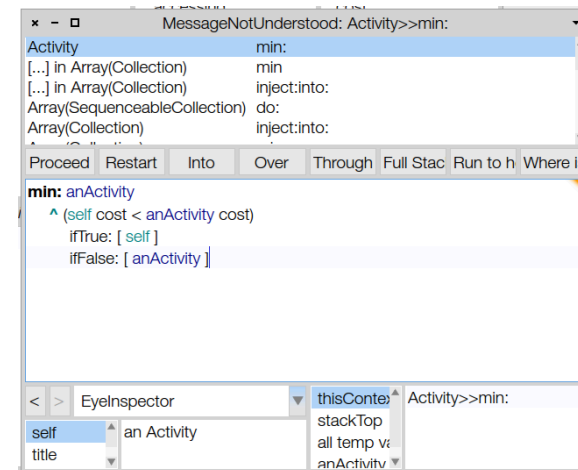 MessageNotUnderstood: Activity>>min:
Activity min:
[...] in Array(Collection) min
[...] in Array(Collection) inject:into:
Array(SequenceableCollection) do:
Array(Collection) inject:into:
Proceed Restart Into Over Through Full Stac Run to h Where i
min: anActivity
^ (self cost < anActivity cost)
ifTrue: [ self ]
ifFalse: [ anActivity ]
< > EyeInspector
thisContex Activity>>min:
self an Activity
stackTop
title
all temp va
anActivity